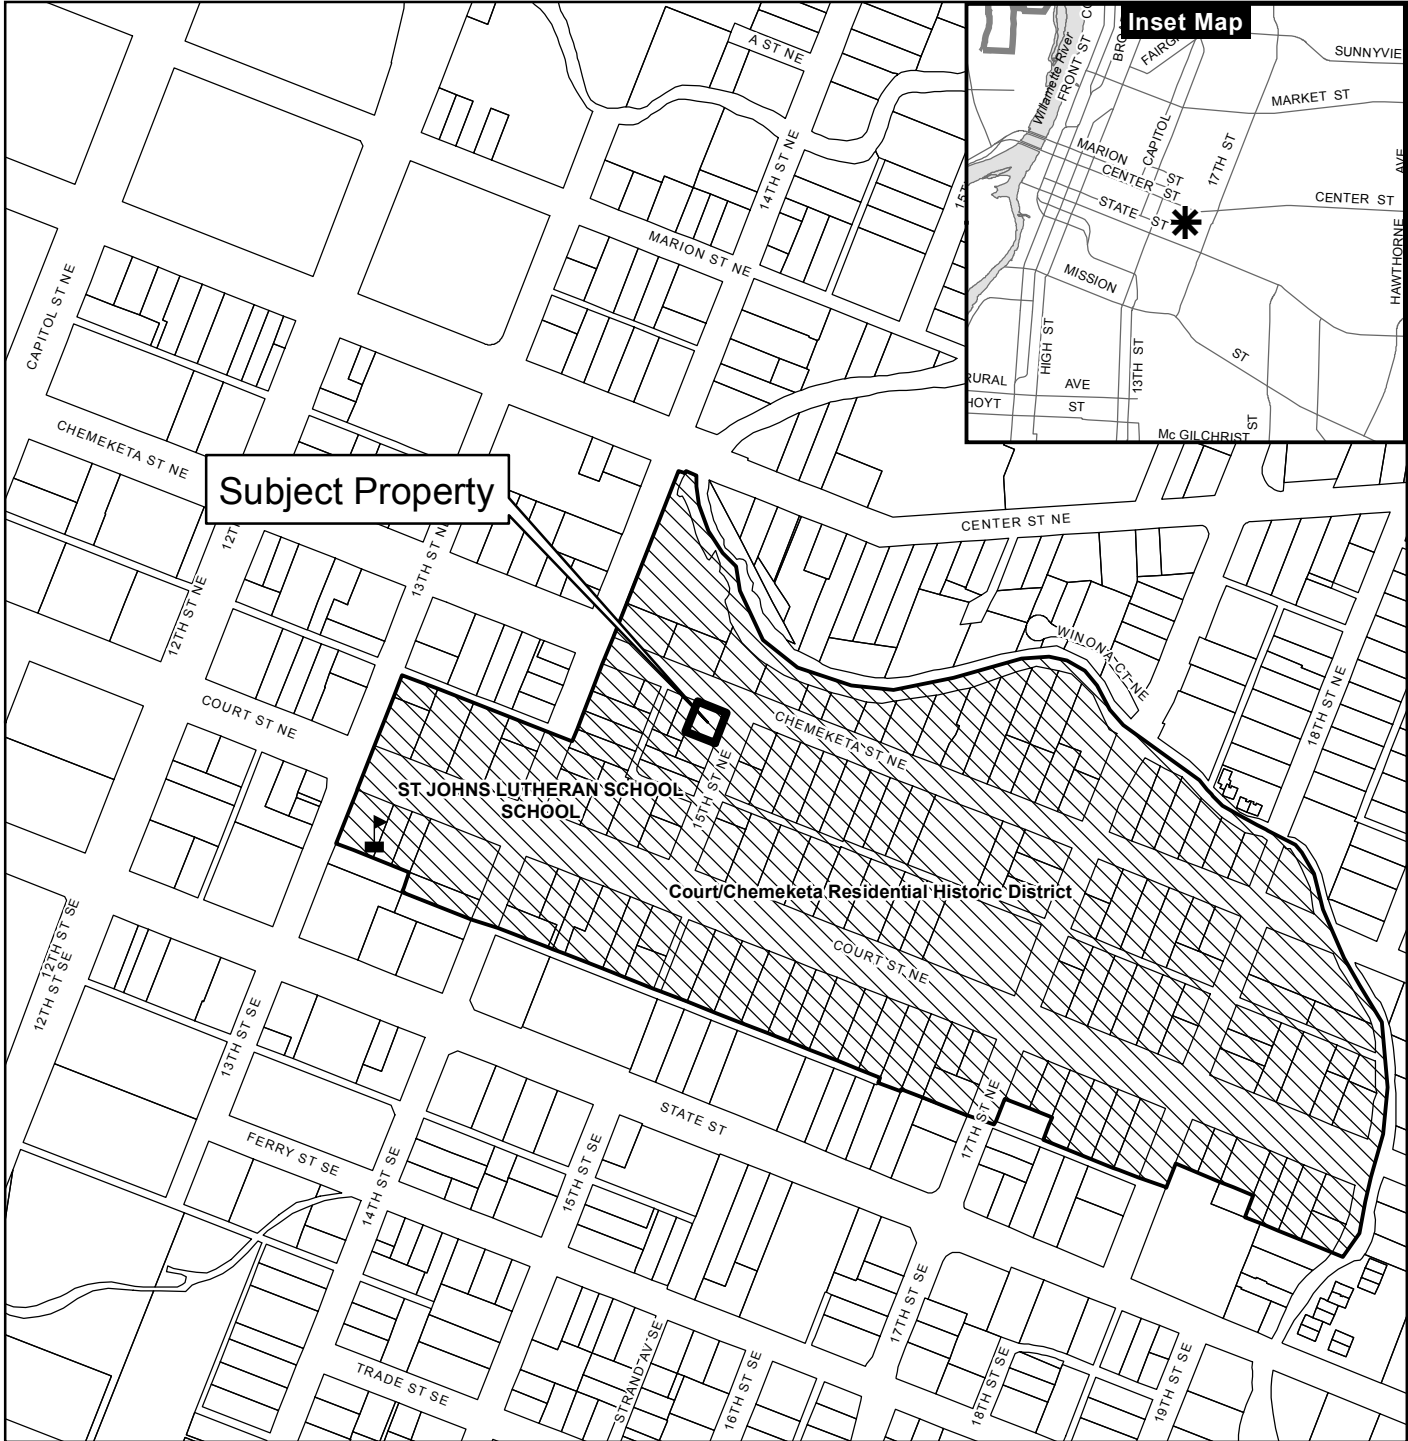 Inset Map
Willamette River
FRONT ST
SUNNYVIE
MARKET ST
CAPITOL
17TH ST
MARION ST
CENTER ST
STATE ST
CENTER ST
AVE
HAWTHORNE
MISSION
ST
HIGH ST
13TH ST
RURAL AVE
HOYT ST
ST
Mc GILCHRIST
A ST NE
14TH ST NE
MARION ST NE
CAPITOL ST NE
CHEMEKETA ST NE
Subject Property
13TH ST NE
CENTER ST NE
12TH ST NE
WINONA CT NE
COURT ST NE
18TH ST NE
CHEMEKETA ST NE
15TH ST NE
ST JOHNS LUTHERAN SCHOOL
SCHOOL
Court/Chemeketa Residential Historic District
COURT ST NE
12TH ST SE
12TH ST SE
13TH ST SE
STATE ST
17TH ST NE
FERRY ST SE
14TH ST SE
15TH ST SE
17TH ST SE
TRADE ST SE
STRAND AV SE
16TH ST SE
18TH ST SE
19TH ST SE